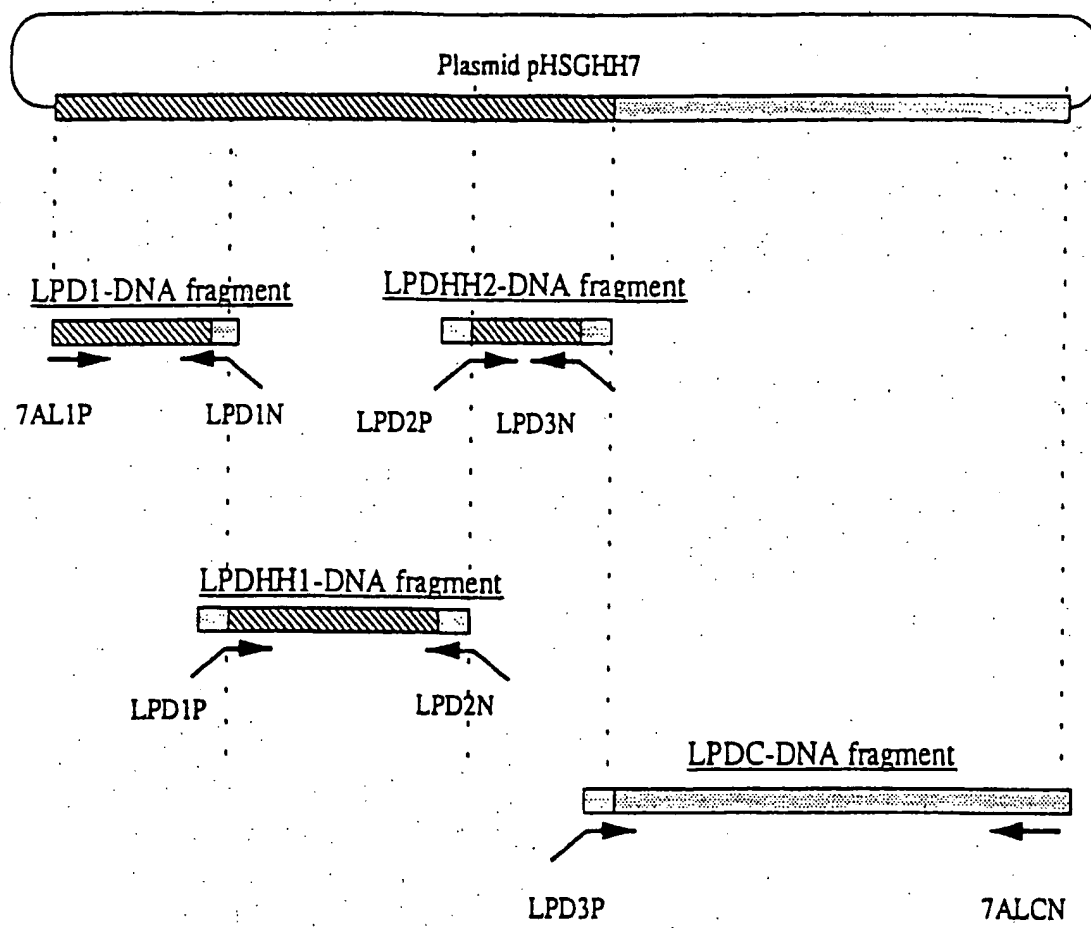 Plasmid pHSGHH7
LPD1-DNA fragment
LPDHH2-DNA fragment
7AL1P
LPD1N
LPD2P
LPD3N
LPDHH1-DNA fragment
LPD1P
LPD2N
LPDC-DNA fragment
LPD3P
7ALCN